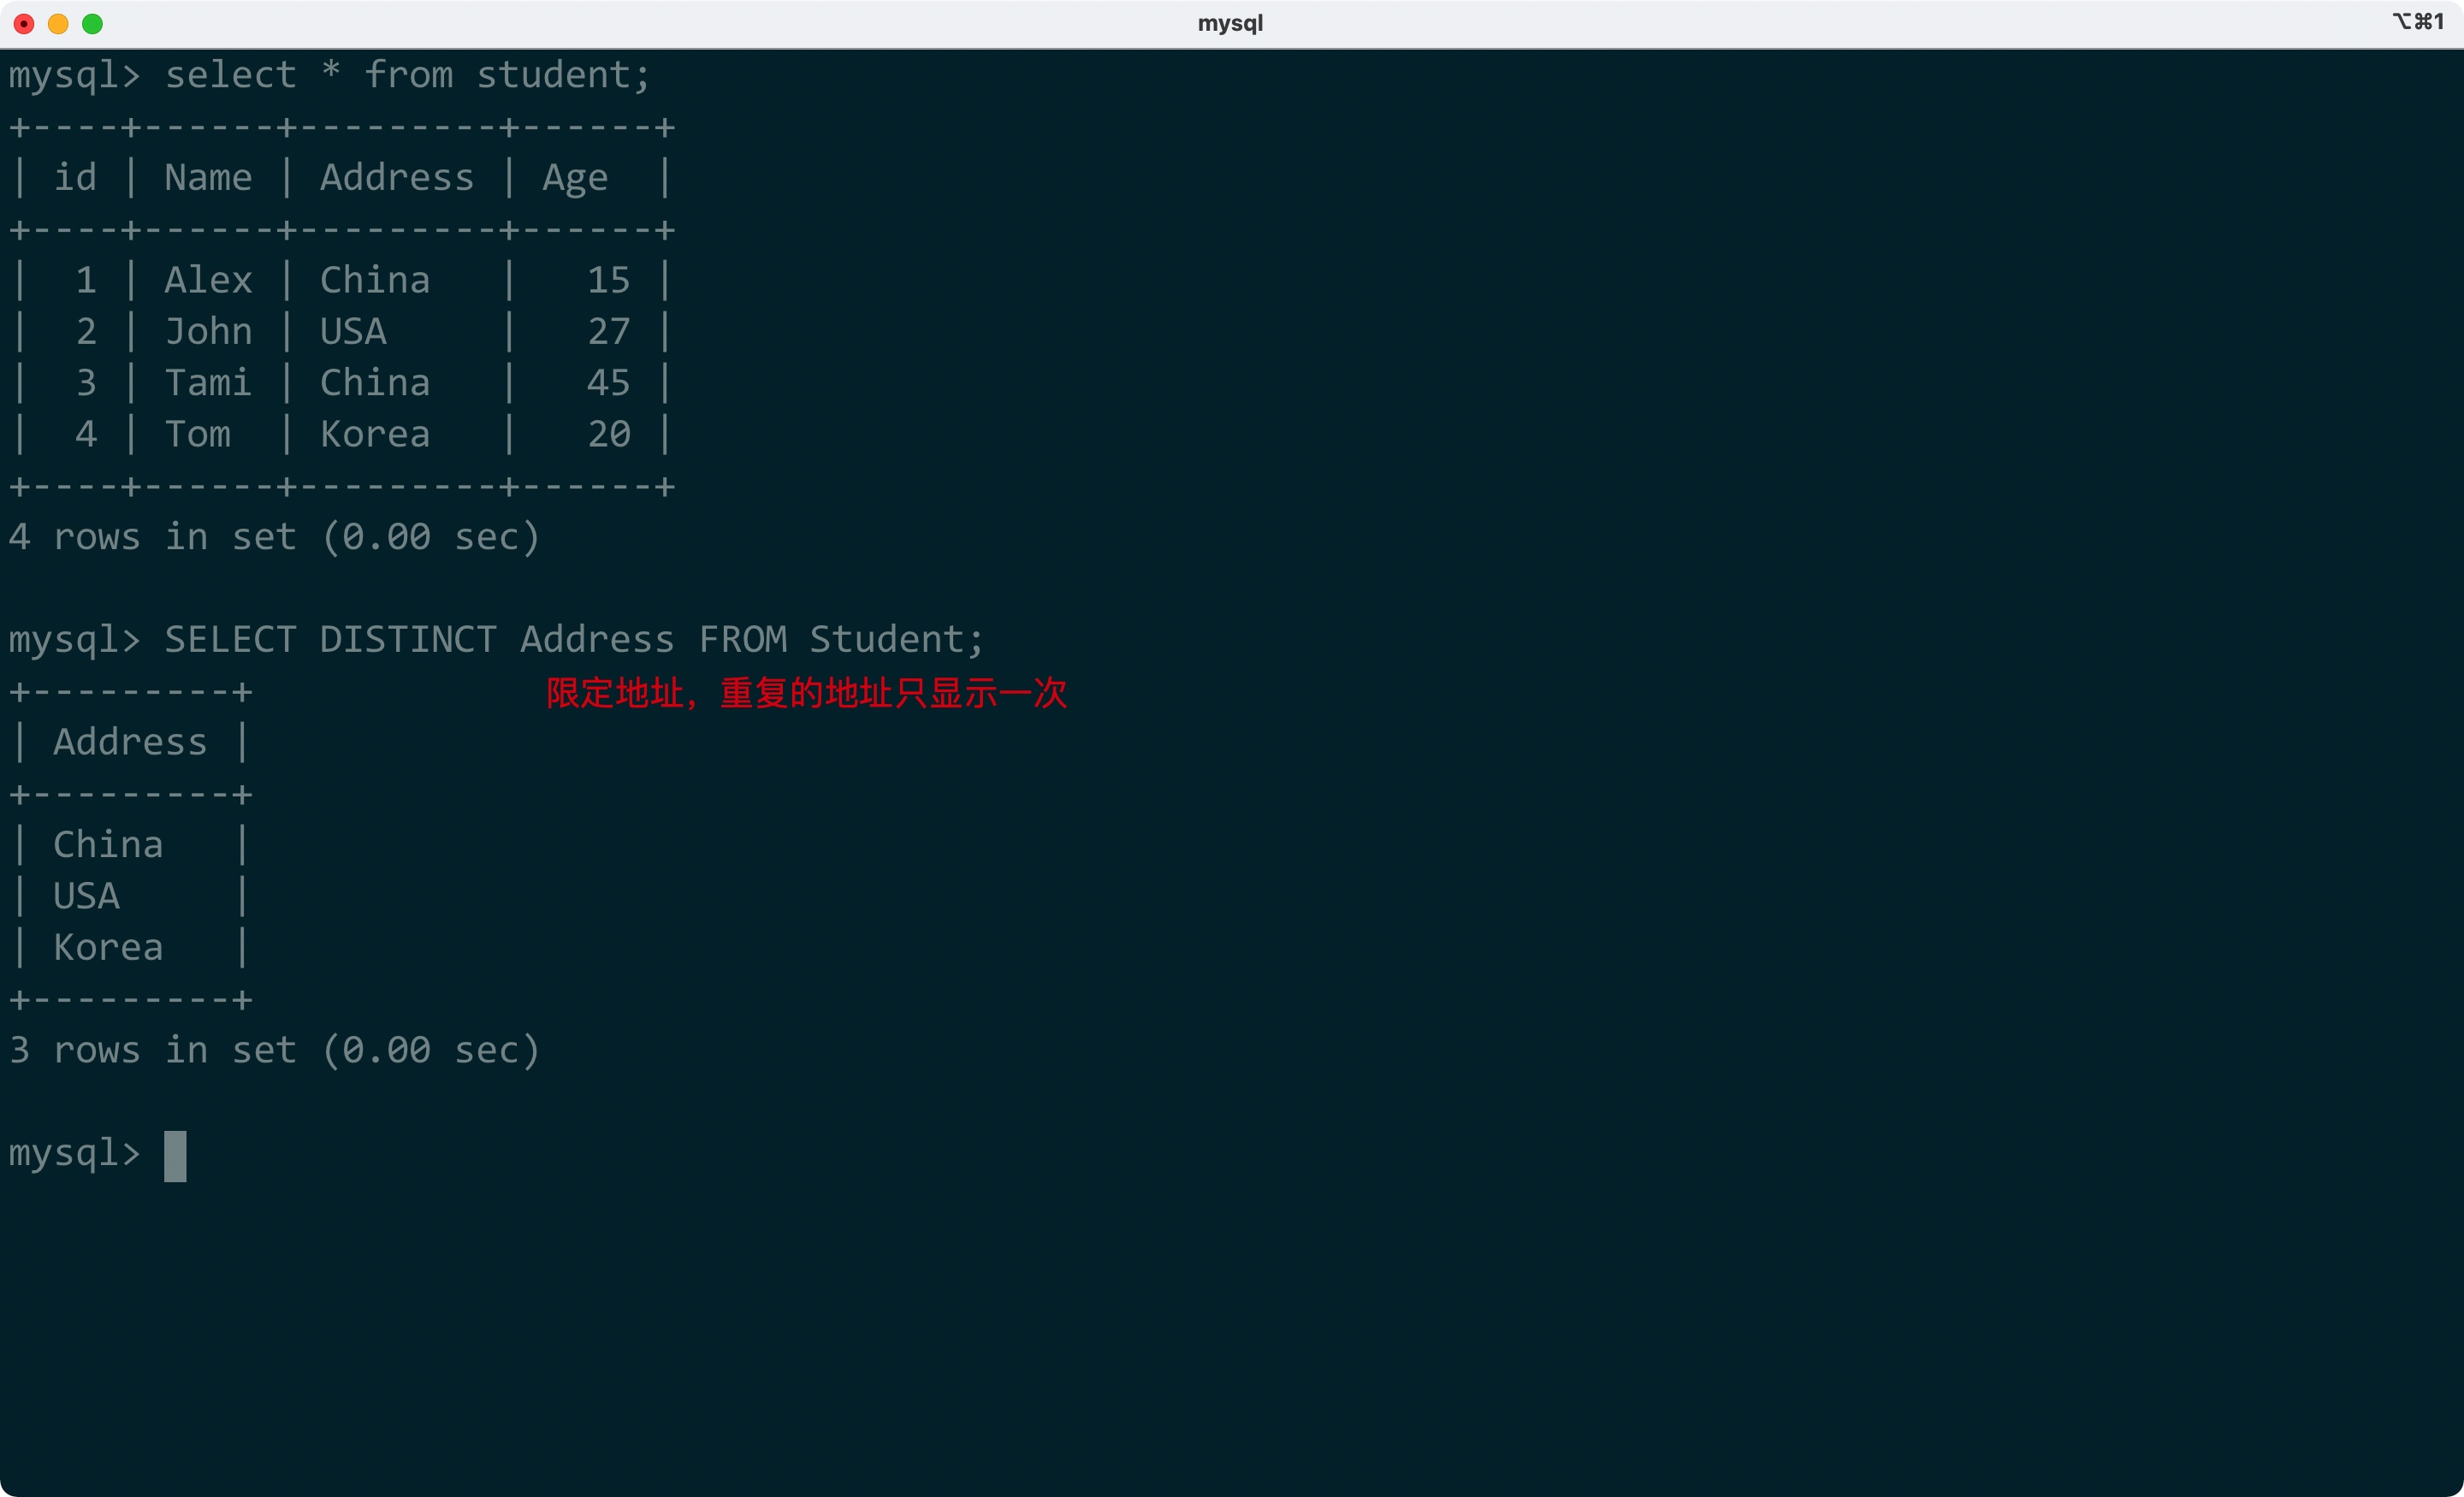 mysql
⌥⌘1
mysql> select * from student;
+----+------+---------+------+
| id | Name | Address | Age  |
+----+------+---------+------+
|  1 | Alex | China   |   15 |
|  2 | John | USA     |   27 |
|  3 | Tami | China   |   45 |
|  4 | Tom  | Korea   |   20 |
+----+------+---------+------+
4 rows in set (0.00 sec)
mysql> SELECT DISTINCT Address FROM Student;
+---------+
限定地址，重复的地址只显示一次
| Address |
+---------+
| China   |
| USA     |
| Korea   |
+---------+
3 rows in set (0.00 sec)
mysql>